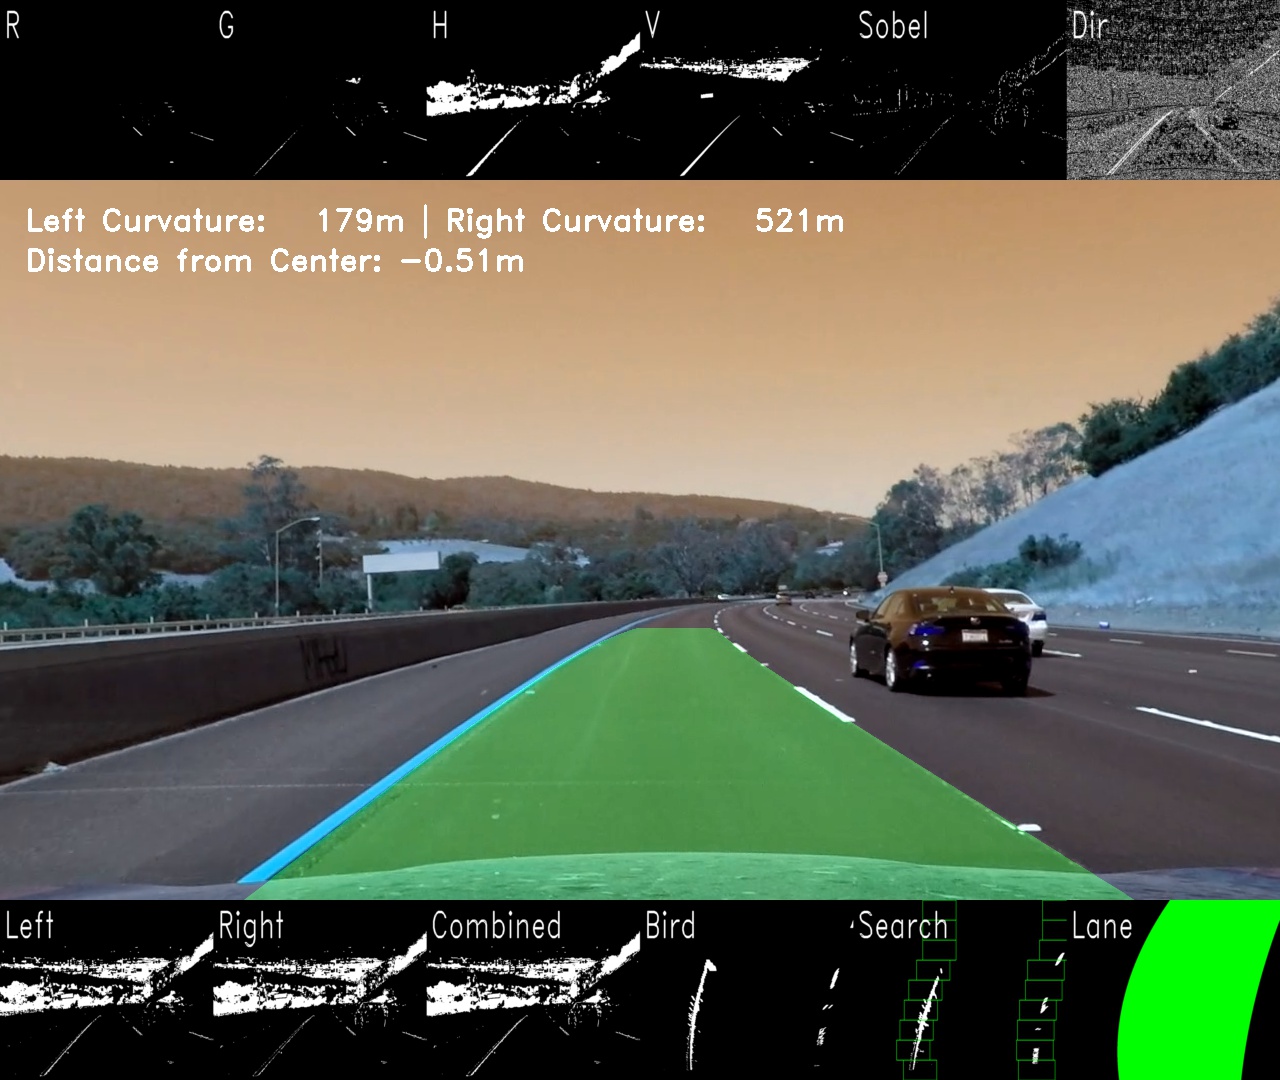 R G H V Sobel Dir
Left Curvature: 179m | Right Curvature: 521m
Distance from Center: -0.51m
Left Right Combined Bird Search Lane